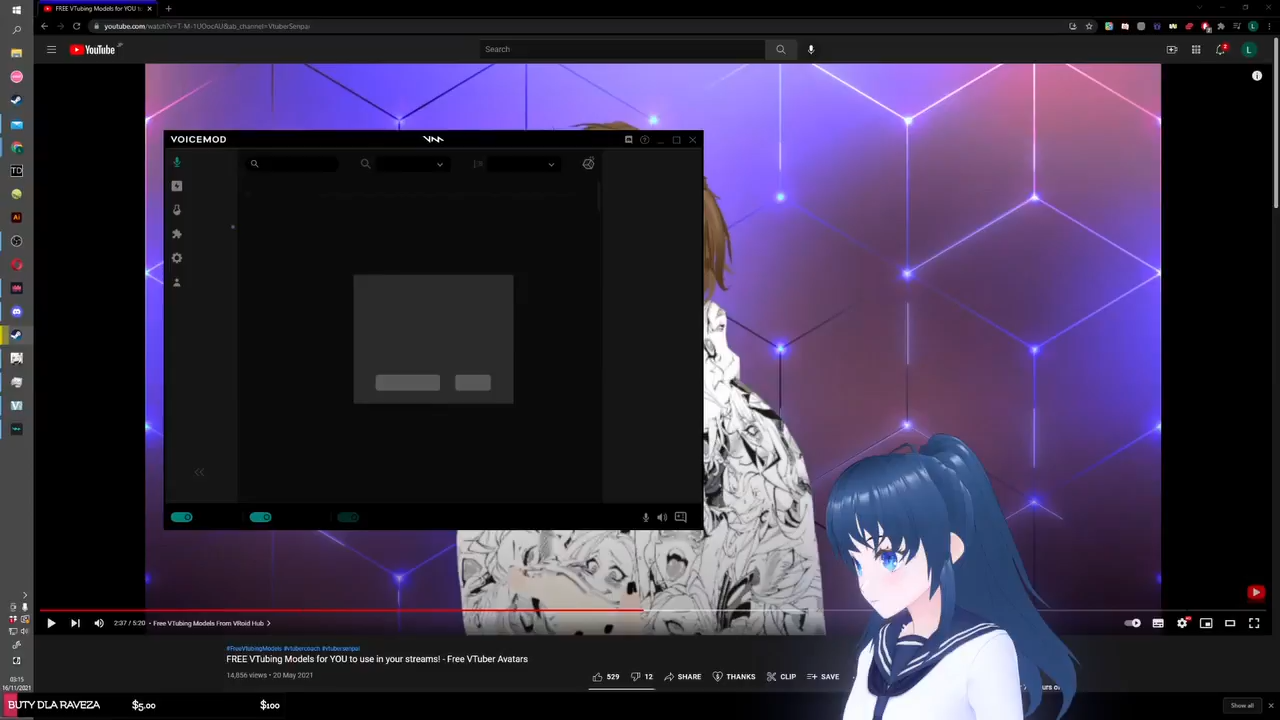 FREE VTubing Models for YOU t
youtube.com/watch?v=T-M-1UOocAU&ab_channel=VtuberSenpai
YouTube JP
Search
VOICEMOD
2:37 / 5:20 • Free VTubing Models From VRoid Hub
#FreeVTubingModels #vtubercoach #vtubersenpai
FREE VTubing Models for YOU to use in your streams! - Free VTuber Avatars
14,856 views • 20 May 2021
529
12
SHARE
THANKS
CLIP
SAVE
TD
Ai
03:15
16/11/2021
BUTY DLA RAVEZA
$5.00
$100
Show all